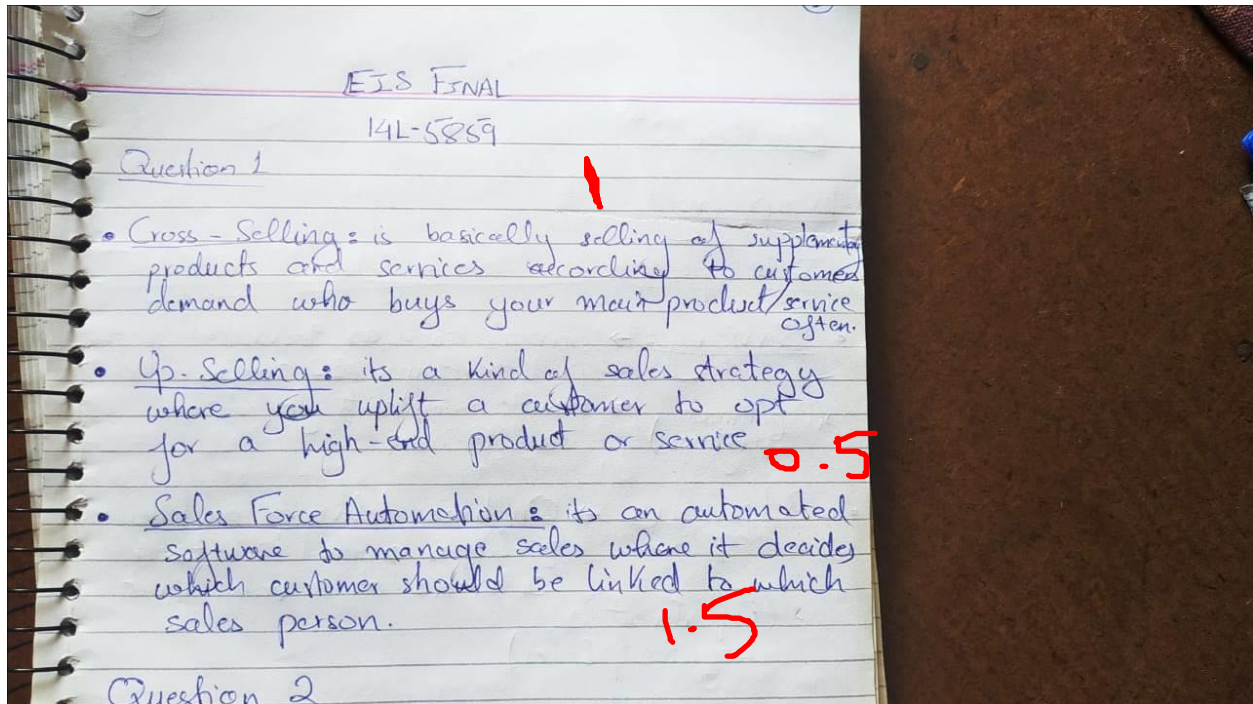 EIS FINAL
14L-5859
Question 1
1
• Cross-Selling: is basically selling of supplementary
products and services according to customer
demand who buys your main product/service
often.
• Up-Selling: its a kind of sales strategy
where you uplift a customer to opt
for a high-end product or service
0.5
• Sales Force Automation: its an automated
software to manage sales where it decides
which customer should be linked to which
sales person.
1.5
Question 2